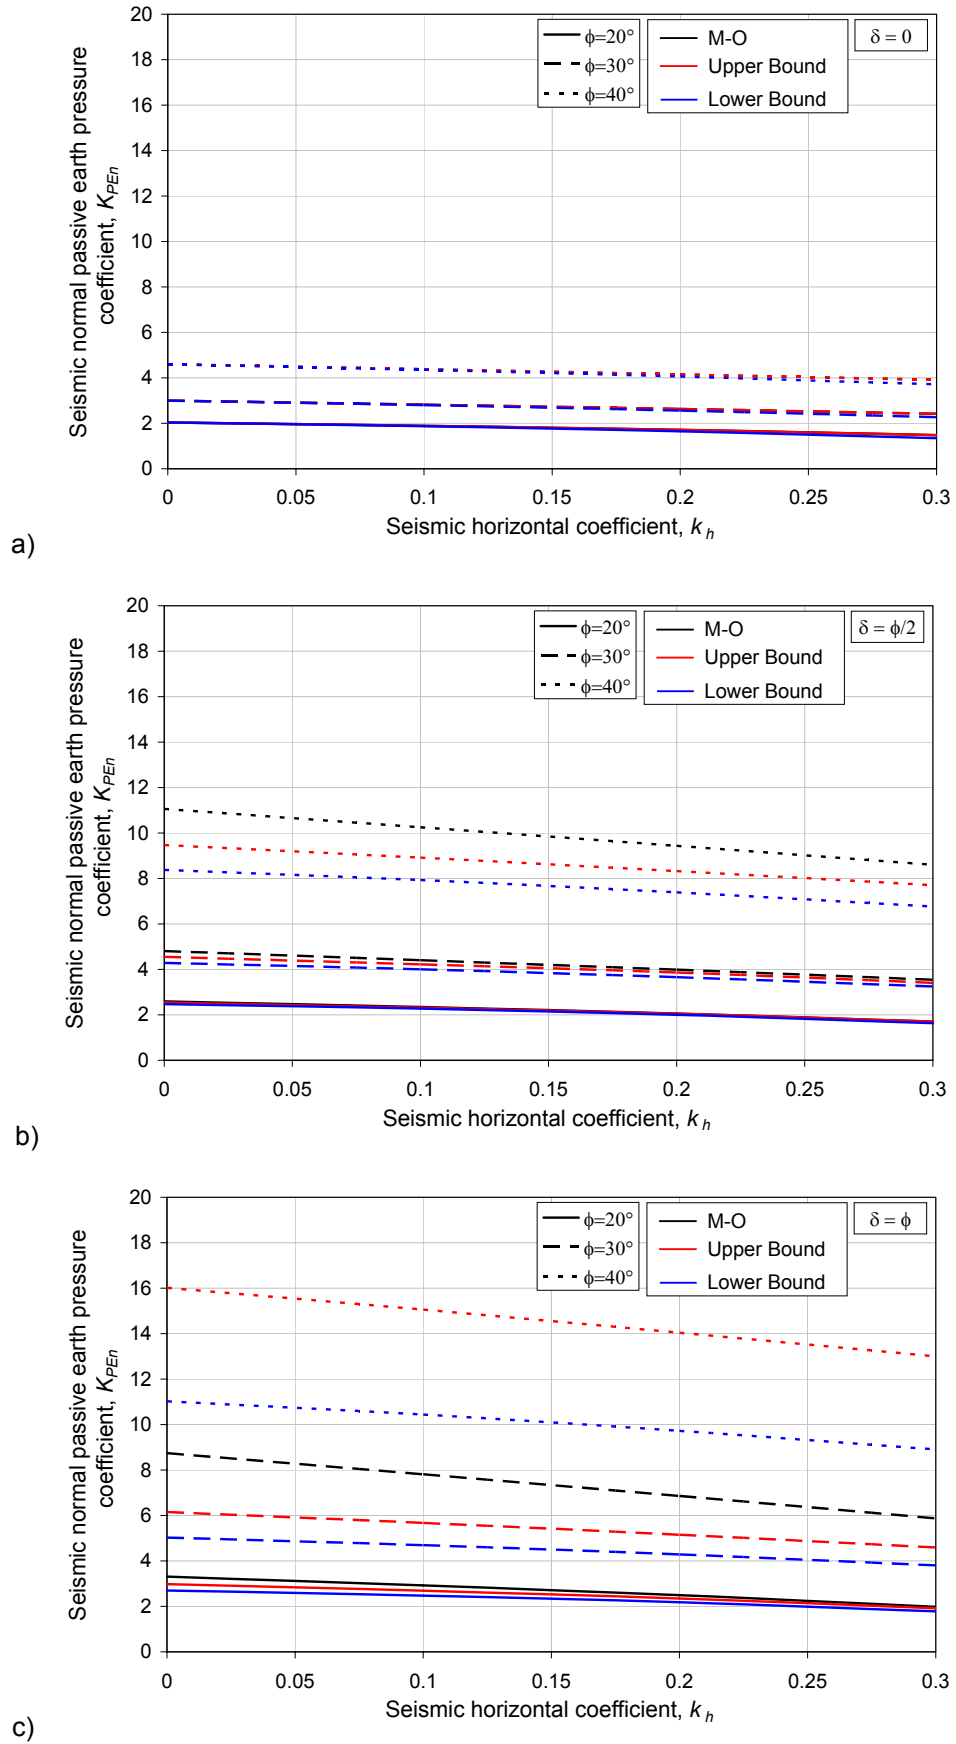 20
18
16
14
12
10
8
6
4
2
0
Seismic normal passive earth pressure
coefficient, K_PEn
ϕ=20°
ϕ=30°
ϕ=40°
M-O
Upper Bound
Lower Bound
δ = 0
0 0.05 0.1 0.15 0.2 0.25 0.3
Seismic horizontal coefficient, k_h
a)
20
18
16
14
12
10
8
6
4
2
0
Seismic normal passive earth pressure
coefficient, K_PEn
ϕ=20°
ϕ=30°
ϕ=40°
M-O
Upper Bound
Lower Bound
δ = ϕ/2
0 0.05 0.1 0.15 0.2 0.25 0.3
Seismic horizontal coefficient, k_h
b)
20
18
16
14
12
10
8
6
4
2
0
Seismic normal passive earth pressure
coefficient, K_PEn
ϕ=20°
ϕ=30°
ϕ=40°
M-O
Upper Bound
Lower Bound
δ = ϕ
0 0.05 0.1 0.15 0.2 0.25 0.3
Seismic horizontal coefficient, k_h
c)